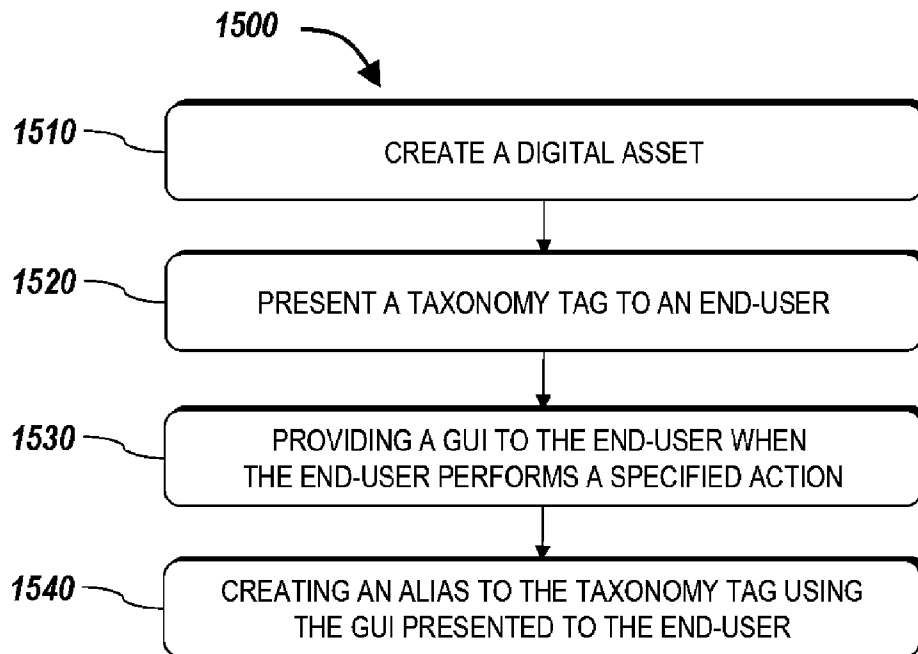 1500
1510
CREATE A DIGITAL ASSET
1520
PRESENT A TAXONOMY TAG TO AN END-USER
1530
PROVIDING A GUI TO THE END-USER WHEN
THE END-USER PERFORMS A SPECIFIED ACTION
1540
CREATING AN ALIAS TO THE TAXONOMY TAG USING
THE GUI PRESENTED TO THE END-USER